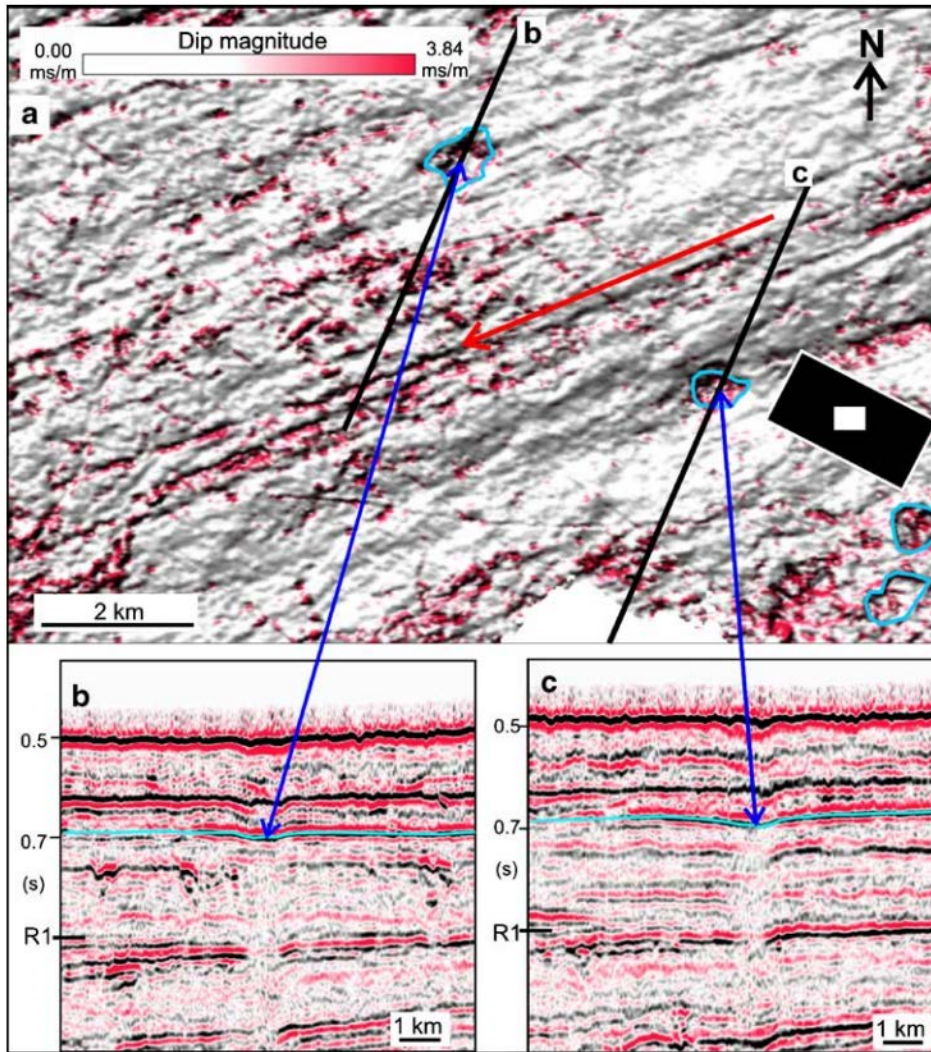 Dip magnitude
0.00
ms/m
3.84
ms/m
a
b
c
N
2 km
b
0.5
0.7
(s)
R1
1 km
c
0.5
0.7
(s)
R1
1 km